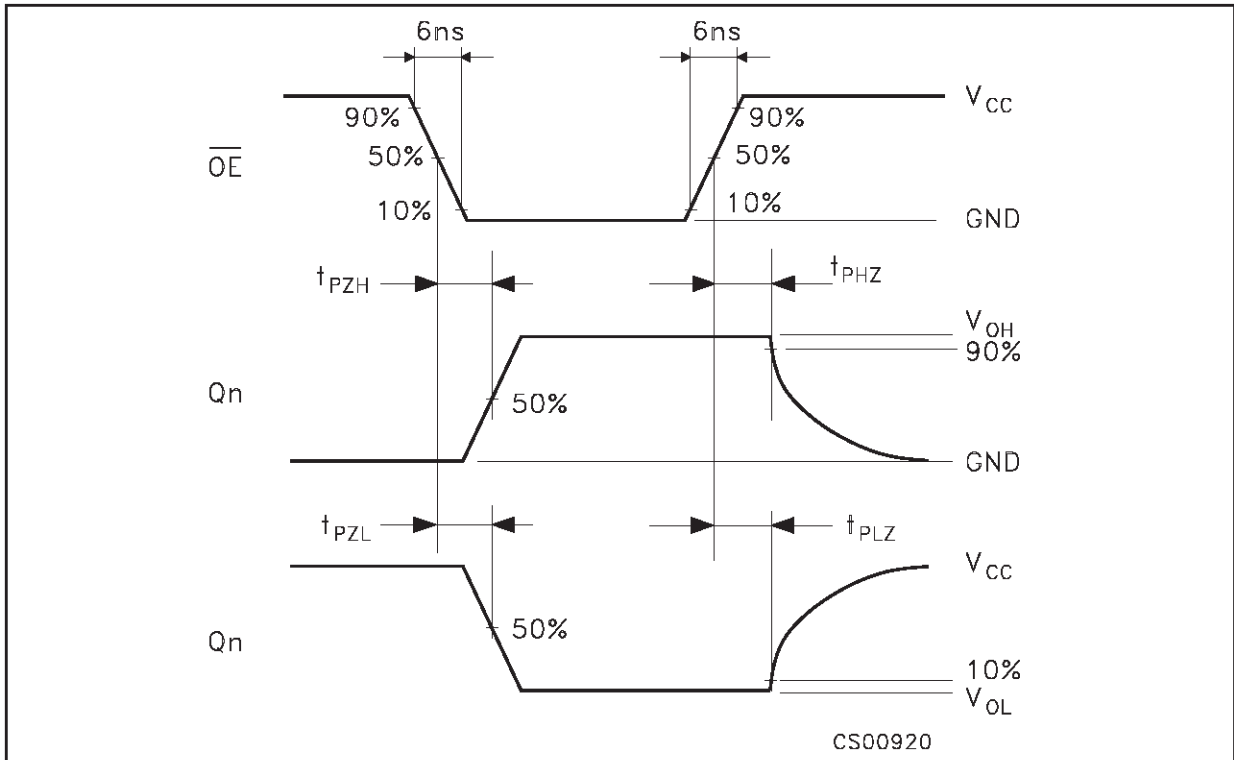 6ns 6ns
V_CC
90% 90%
O̅E̅ 50% 50%
10% 10% GND
t_PZH t_PHZ
V_OH
90%
Qn 50%
GND
t_PZL t_PLZ
V_CC
Qn 50%
10%
V_OL
CS00920